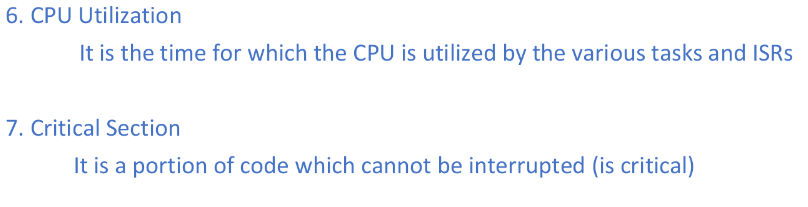 6. CPU Utilization
It is the time for which the CPU is utilized by the various tasks and ISRs
7. Critical Section
It is a portion of code which cannot be interrupted (is critical)